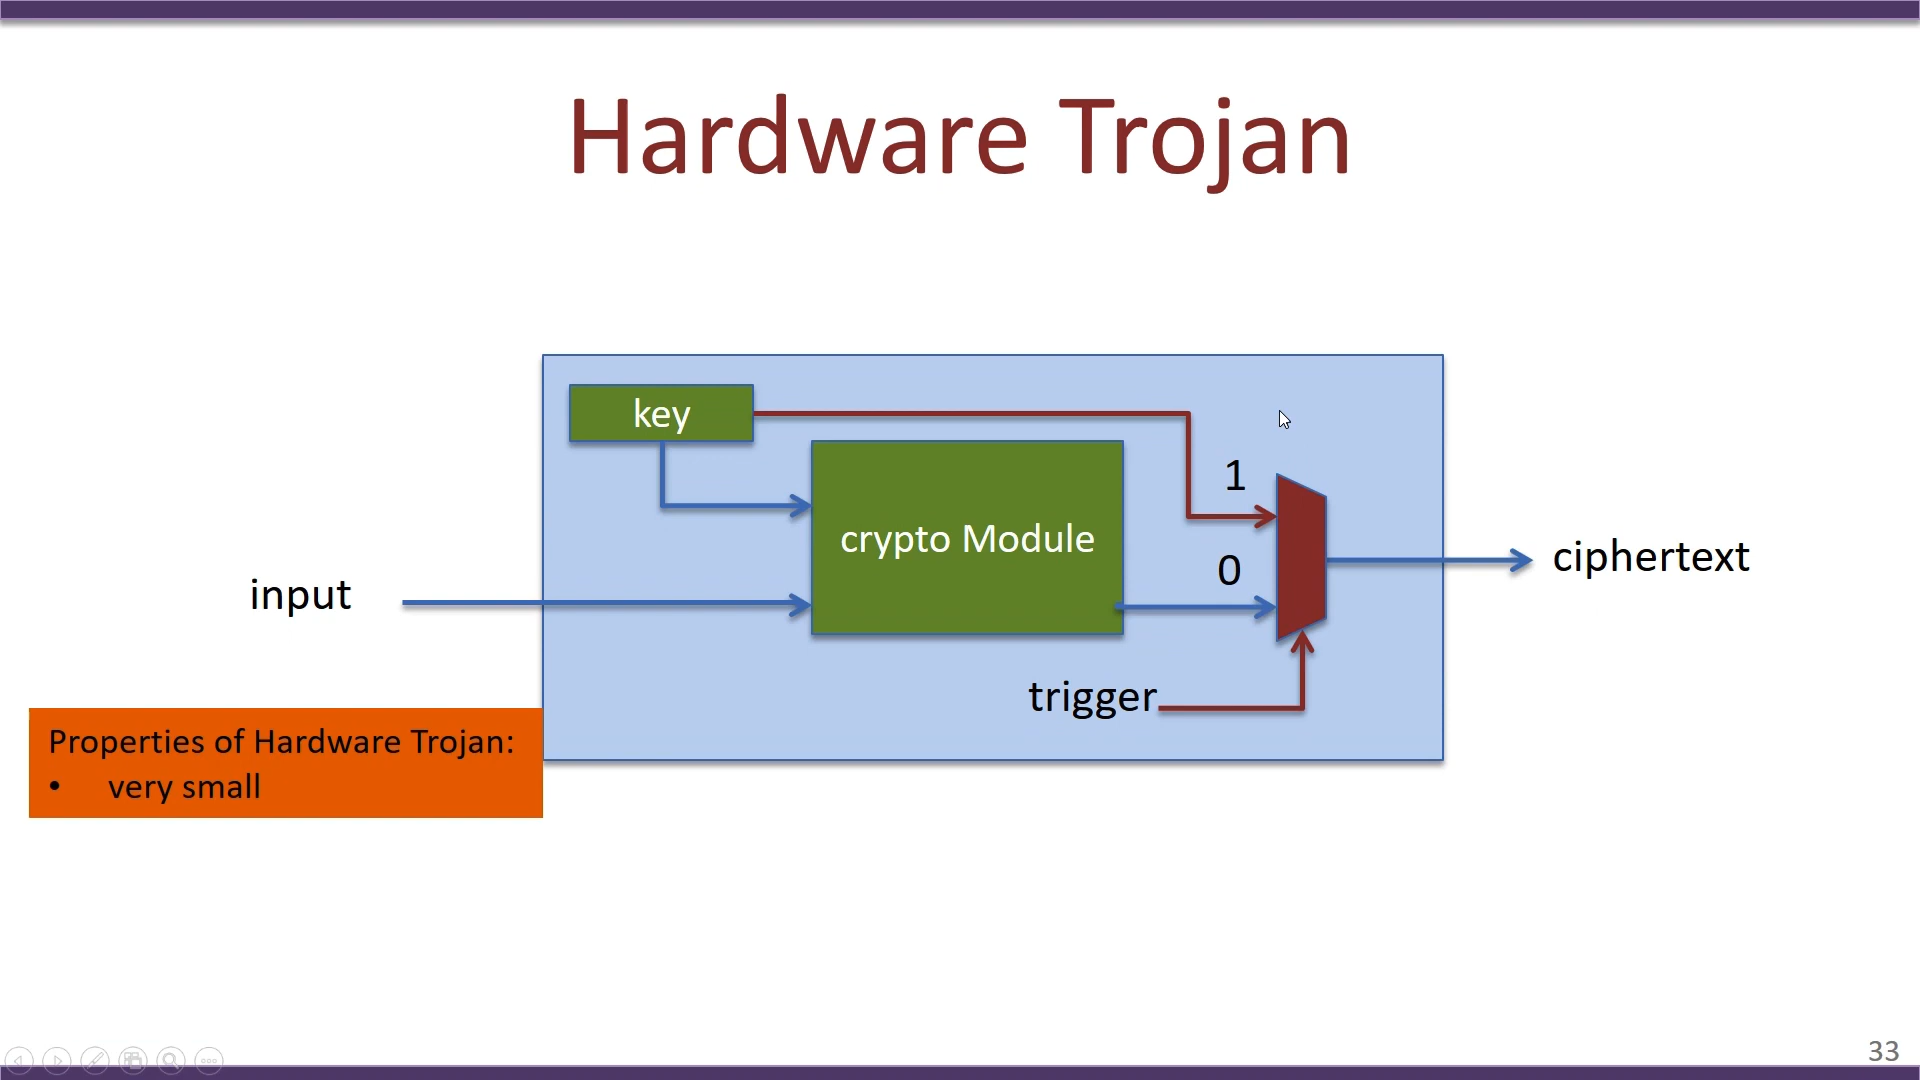 Hardware Trojan
key
1
crypto Module
0
ciphertext
input
trigger
Properties of Hardware Trojan:
• very small
33